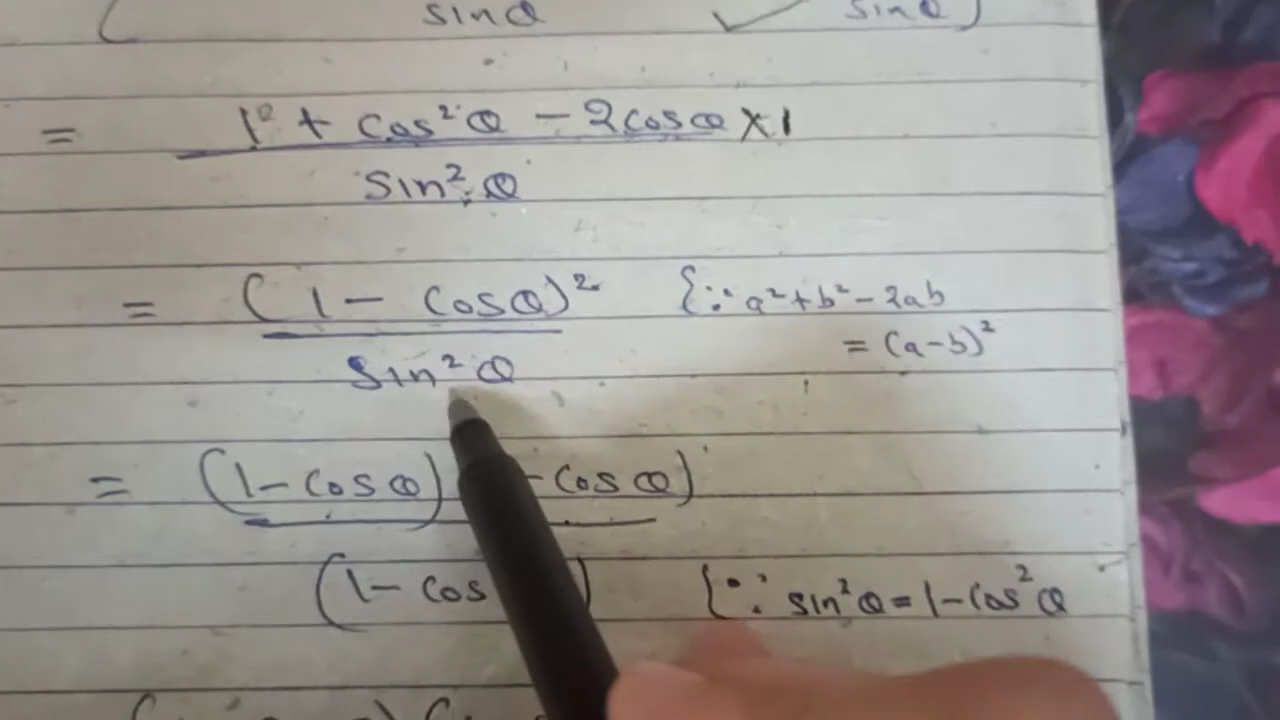 ( sinθ sinθ )
= 1² + cos²θ - 2cosθ × 1
sin²θ
= (1 - cosθ)² {∵ a² + b² - 2ab
sin²θ = (a-b)²
= (1 - cosθ) - cosθ)
(1 - cos ) {∵ sin²θ = 1 - cos²θ